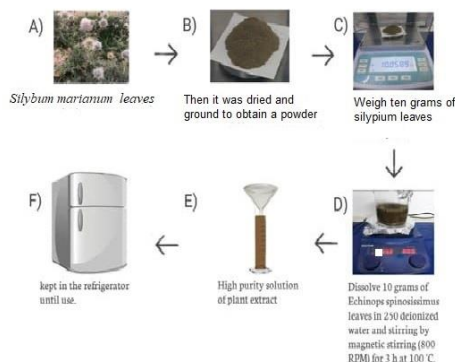 A)
Silybum marianum leaves
B)
Then it was dried and
ground to obtain a powder
C)
Weigh ten grams of
silypium leaves
D)
Dissolve 10 grams of
Echinops spinosissimus
leaves in 250 deionized
water and stirring by
magnetic stirring (800
RPM) for 3 h at 100 °C.
E)
High purity solution
of plant extract
F)
kept in the refrigerator
until use.